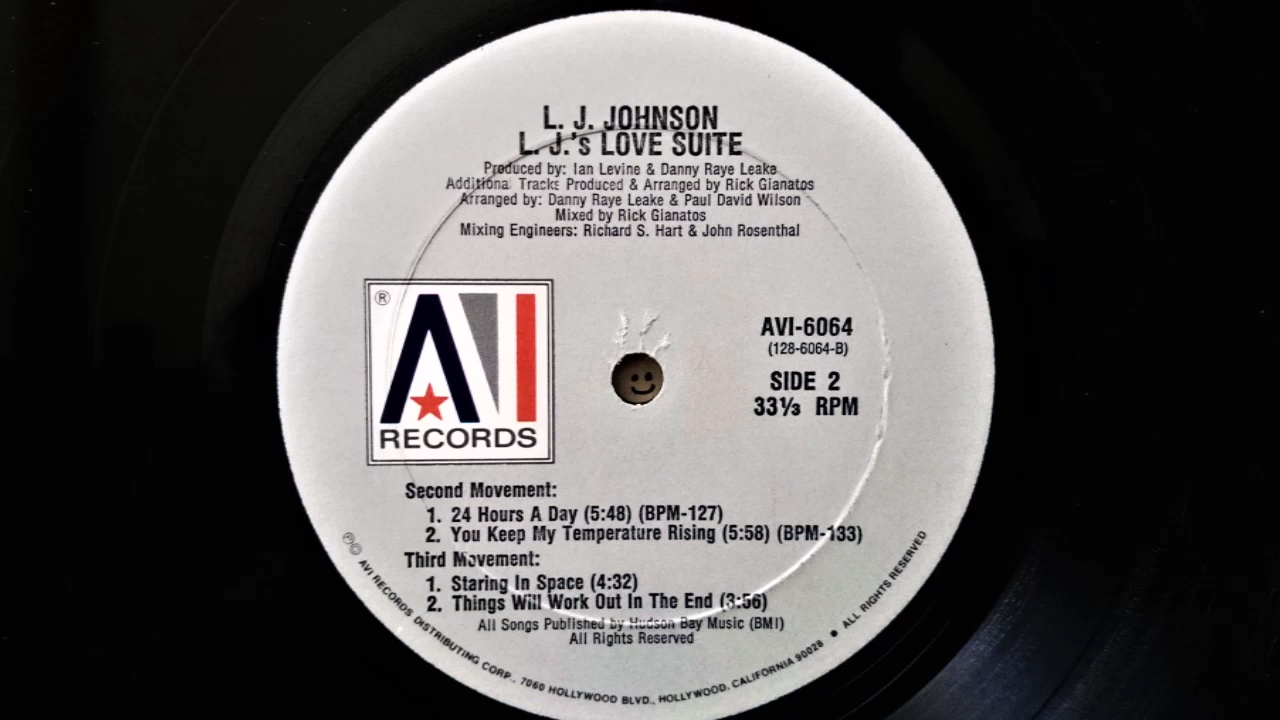 L. J. JOHNSON
L. J.'s LOVE SUITE
Produced by: Ian Levine & Danny Raye Leake
Additional Tracks Produced & Arranged by Rick Gianatos
Arranged by: Danny Raye Leake & Paul David Wilson
Mixed by Rick Gianatos
Mixing Engineers: Richard S. Hart & John Rosenthal
®
AVI
RECORDS
AVI-6064
(128-6064-B)
SIDE 2
33⅓ RPM
Second Movement:
1. 24 Hours A Day (5:48) (BPM-127)
2. You Keep My Temperature Rising (5:58) (BPM-133)
Third Movement:
1. Staring In Space (4:32)
2. Things Will Work Out In The End (3:56)
All Songs Published by Hudson Bay Music (BMI)
All Rights Reserved
℗© AVI RECORDS DISTRIBUTING CORP., 7060 HOLLYWOOD BLVD., HOLLYWOOD, CALIFORNIA 90028 ● ALL RIGHTS RESERVED